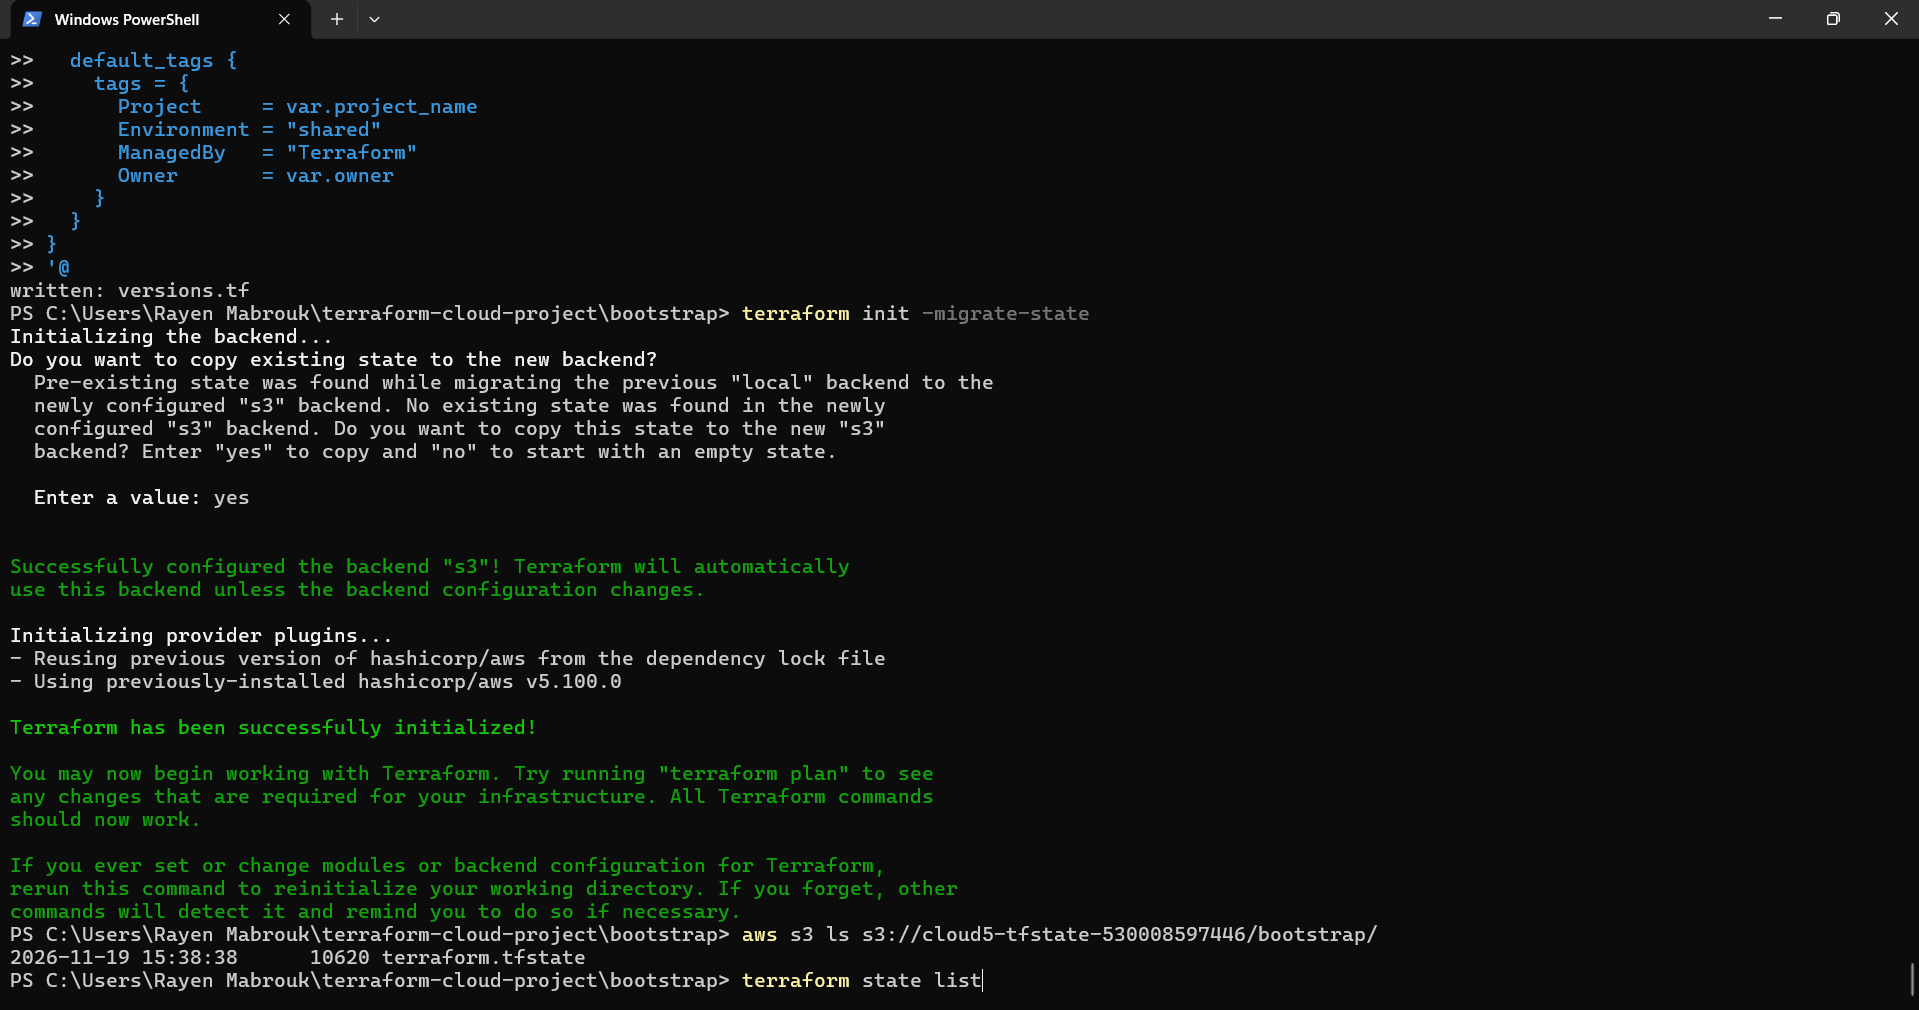 Windows PowerShell
>>   default_tags {
>>     tags = {
>>       Project     = var.project_name
>>       Environment = "shared"
>>       ManagedBy   = "Terraform"
>>       Owner       = var.owner
>>     }
>>   }
>> }
>> '@
written: versions.tf
PS C:\Users\Rayen Mabrouk\terraform-cloud-project\bootstrap> terraform init -migrate-state
Initializing the backend...
Do you want to copy existing state to the new backend?
  Pre-existing state was found while migrating the previous "local" backend to the
  newly configured "s3" backend. No existing state was found in the newly
  configured "s3" backend. Do you want to copy this state to the new "s3"
  backend? Enter "yes" to copy and "no" to start with an empty state.
  Enter a value: yes
Successfully configured the backend "s3"! Terraform will automatically
use this backend unless the backend configuration changes.
Initializing provider plugins...
- Reusing previous version of hashicorp/aws from the dependency lock file
- Using previously-installed hashicorp/aws v5.100.0
Terraform has been successfully initialized!
You may now begin working with Terraform. Try running "terraform plan" to see
any changes that are required for your infrastructure. All Terraform commands
should now work.
If you ever set or change modules or backend configuration for Terraform,
rerun this command to reinitialize your working directory. If you forget, other
commands will detect it and remind you to do so if necessary.
PS C:\Users\Rayen Mabrouk\terraform-cloud-project\bootstrap> aws s3 ls s3://cloud5-tfstate-530008597446/bootstrap/
2026-11-19 15:38:38      10620 terraform.tfstate
PS C:\Users\Rayen Mabrouk\terraform-cloud-project\bootstrap> terraform state list